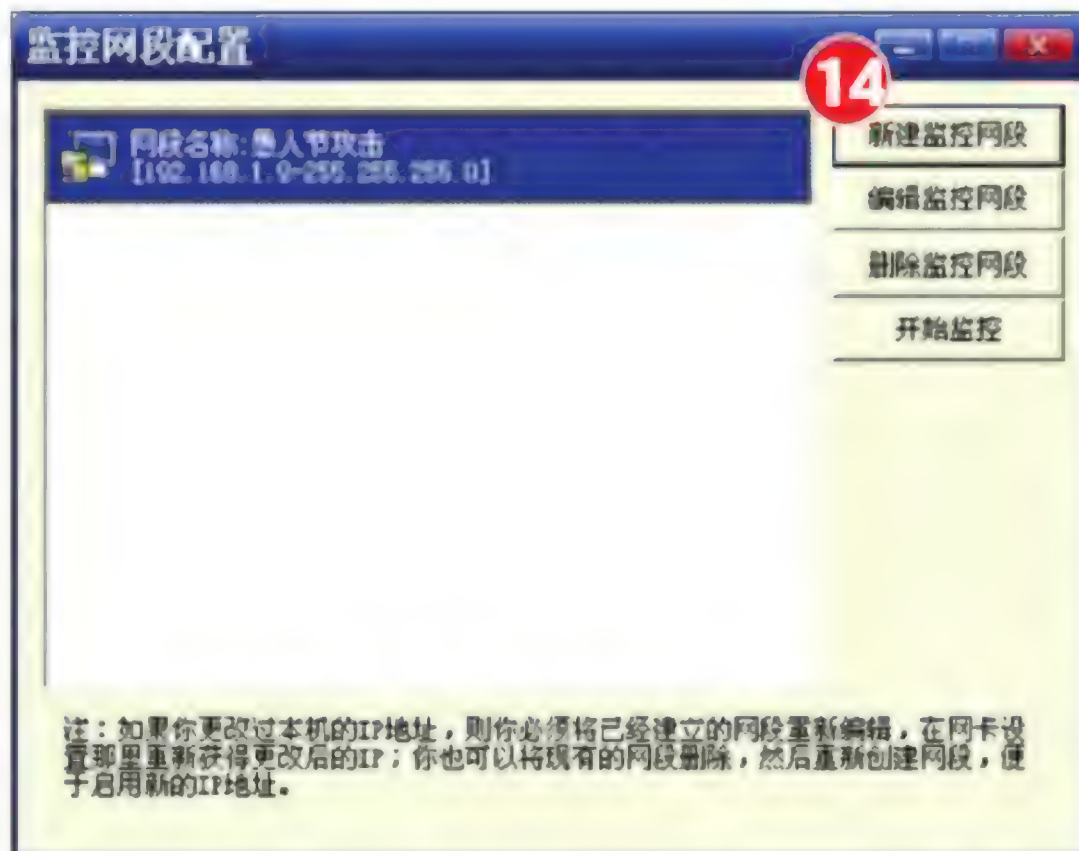 监控网段配置
14
网段名称:愚人节攻击
[192.168.1.0-255.255.255.0]
新建监控网段
编辑监控网段
删除监控网段
开始监控
注：如果你更改过本机的IP地址，则你必须将已经建立的网段重新编辑，在网卡设
置那里重新获得更改后的IP；你也可以将现有的网段删除，然后重新创建网段，便
于启用新的IP地址。